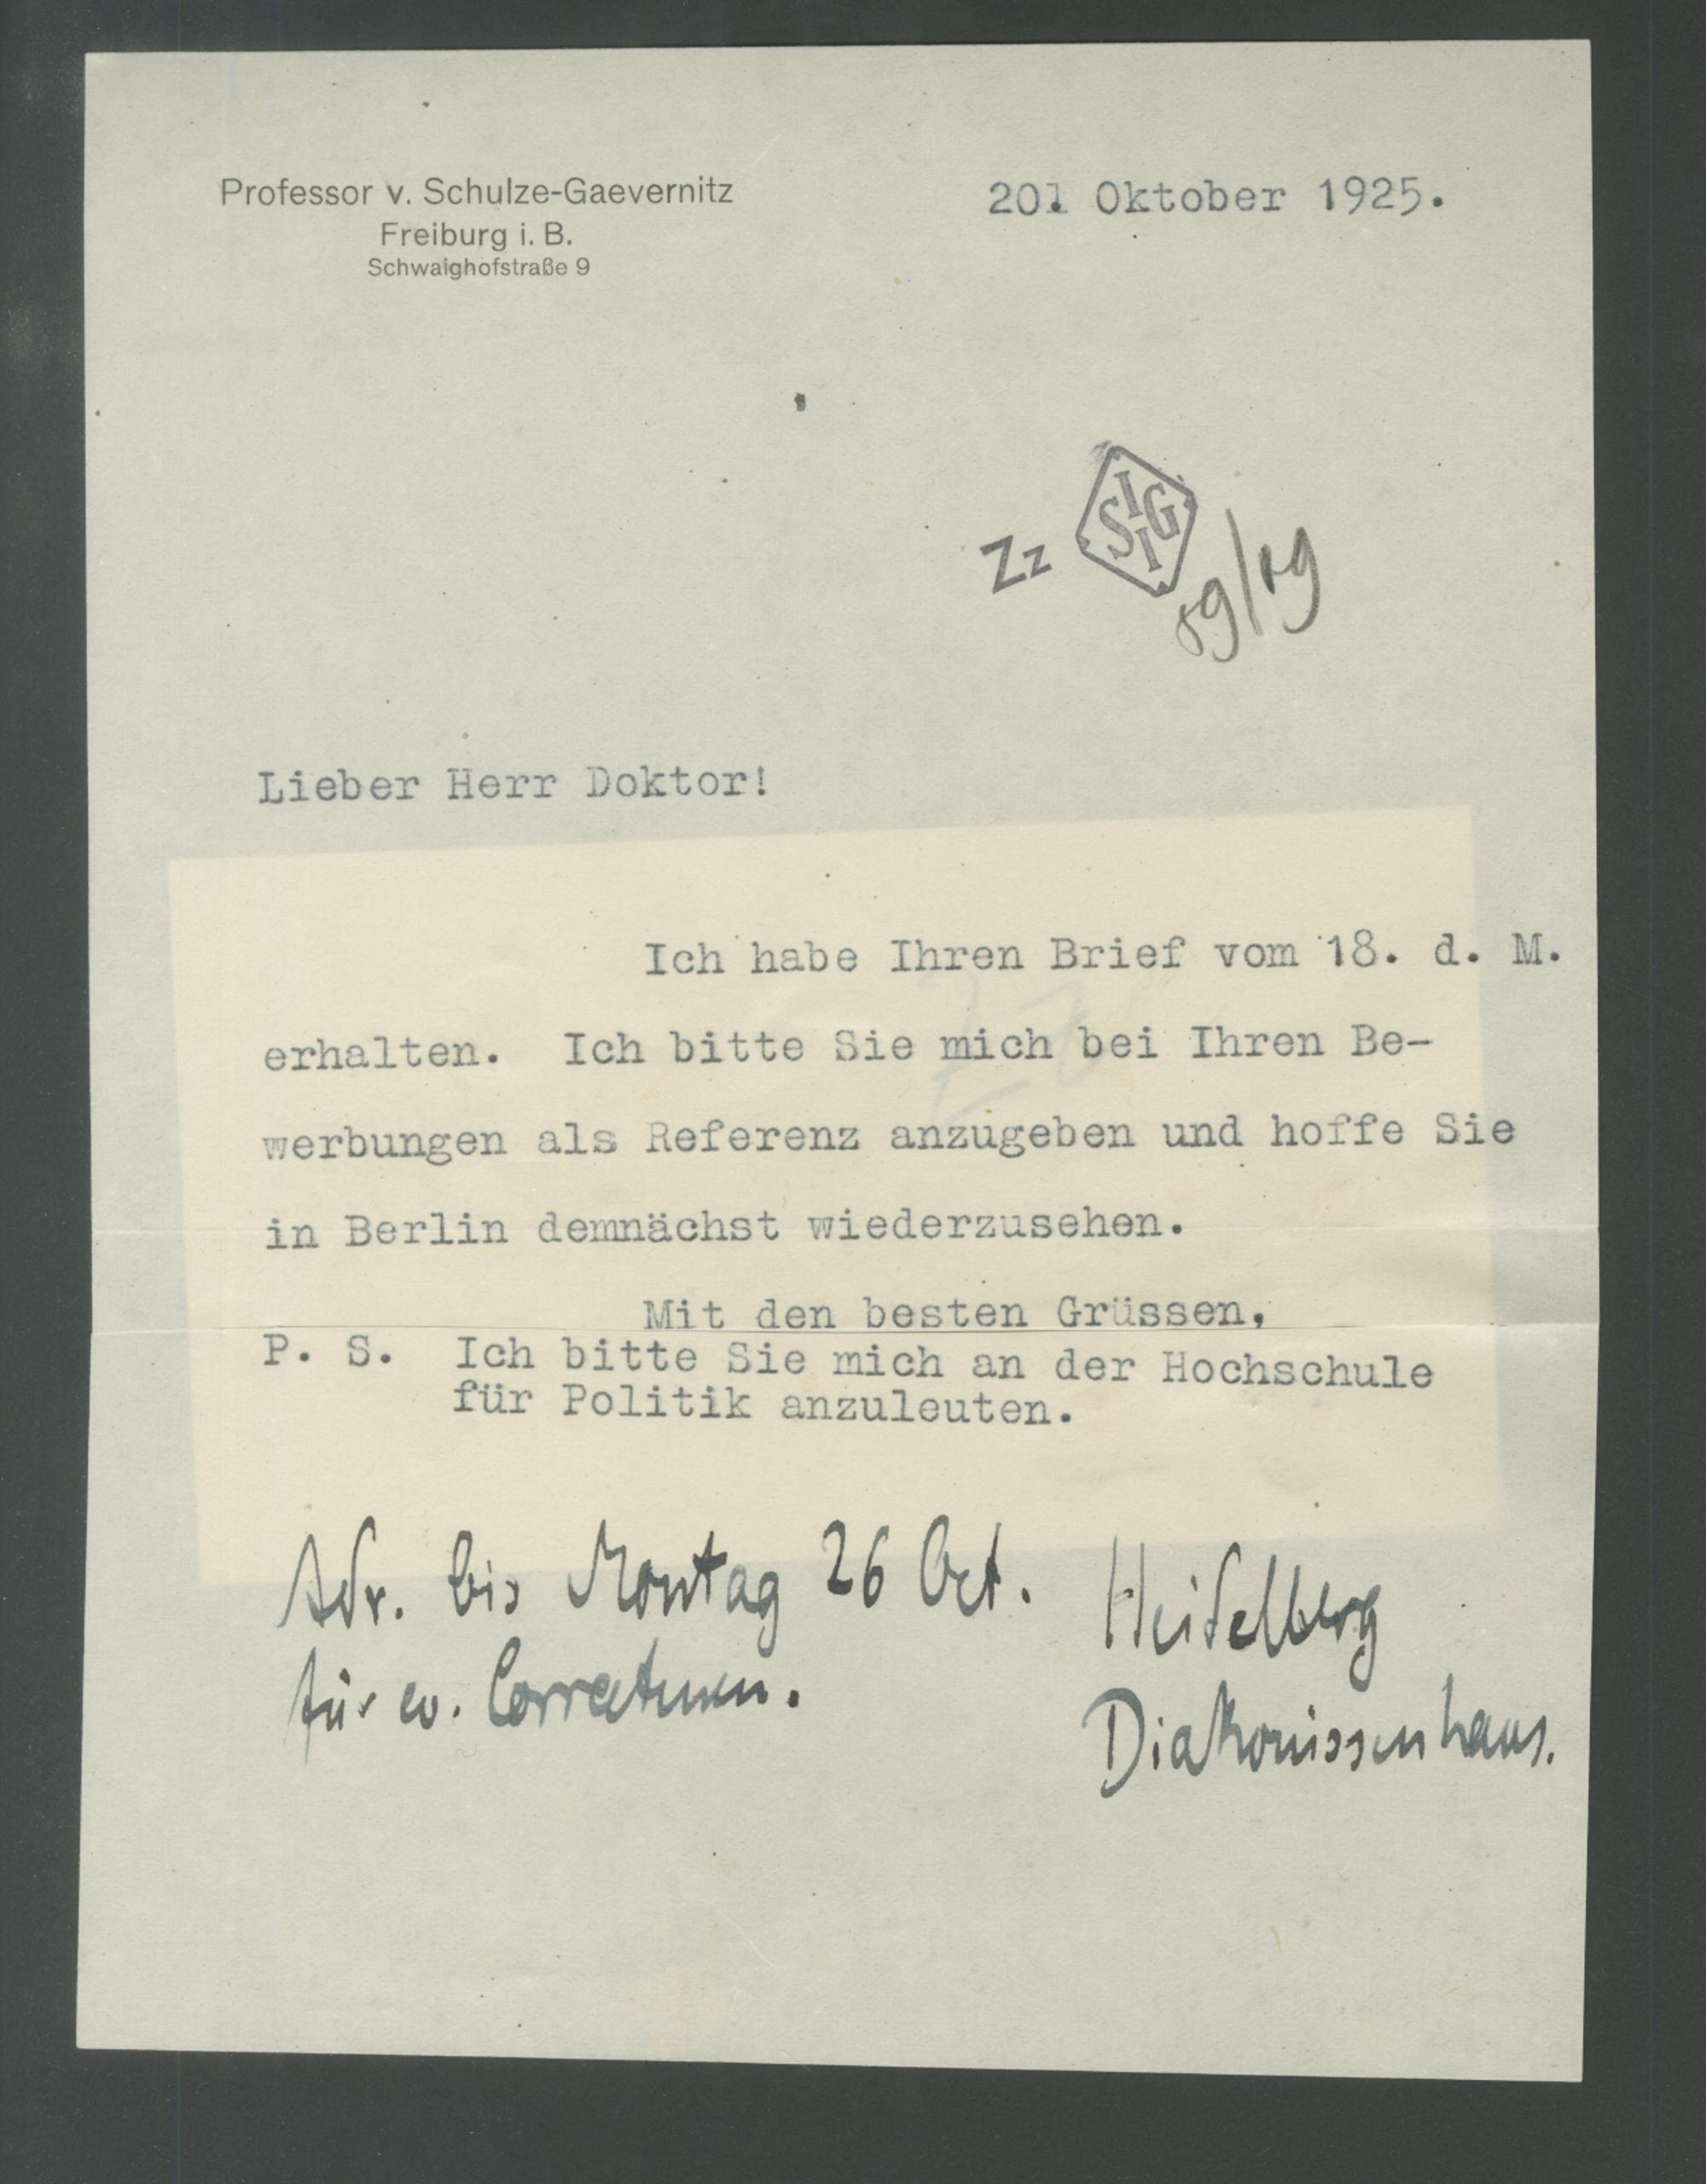 Professor v. Schulze-Gaevernitz
Freiburg i. B.
Schwaighofstraße 9
20. Oktober 1925.
Zz
SIIG
Lieber Herr Doktor!
Ich habe Ihren Brief vom 18. d. M.
erhalten. Ich bitte Sie mich bei Ihren Be-
werbungen als Referenz anzugeben und hoffe Sie
in Berlin demnächst wiederzusehen.
Mit den besten Grüssen,
P. S. Ich bitte Sie mich an der Hochschule
für Politik anzuleuten.
Adr. bis Montag 26 Oct. Heidelberg
für ev. Correcturen. Diakonissenhaus.